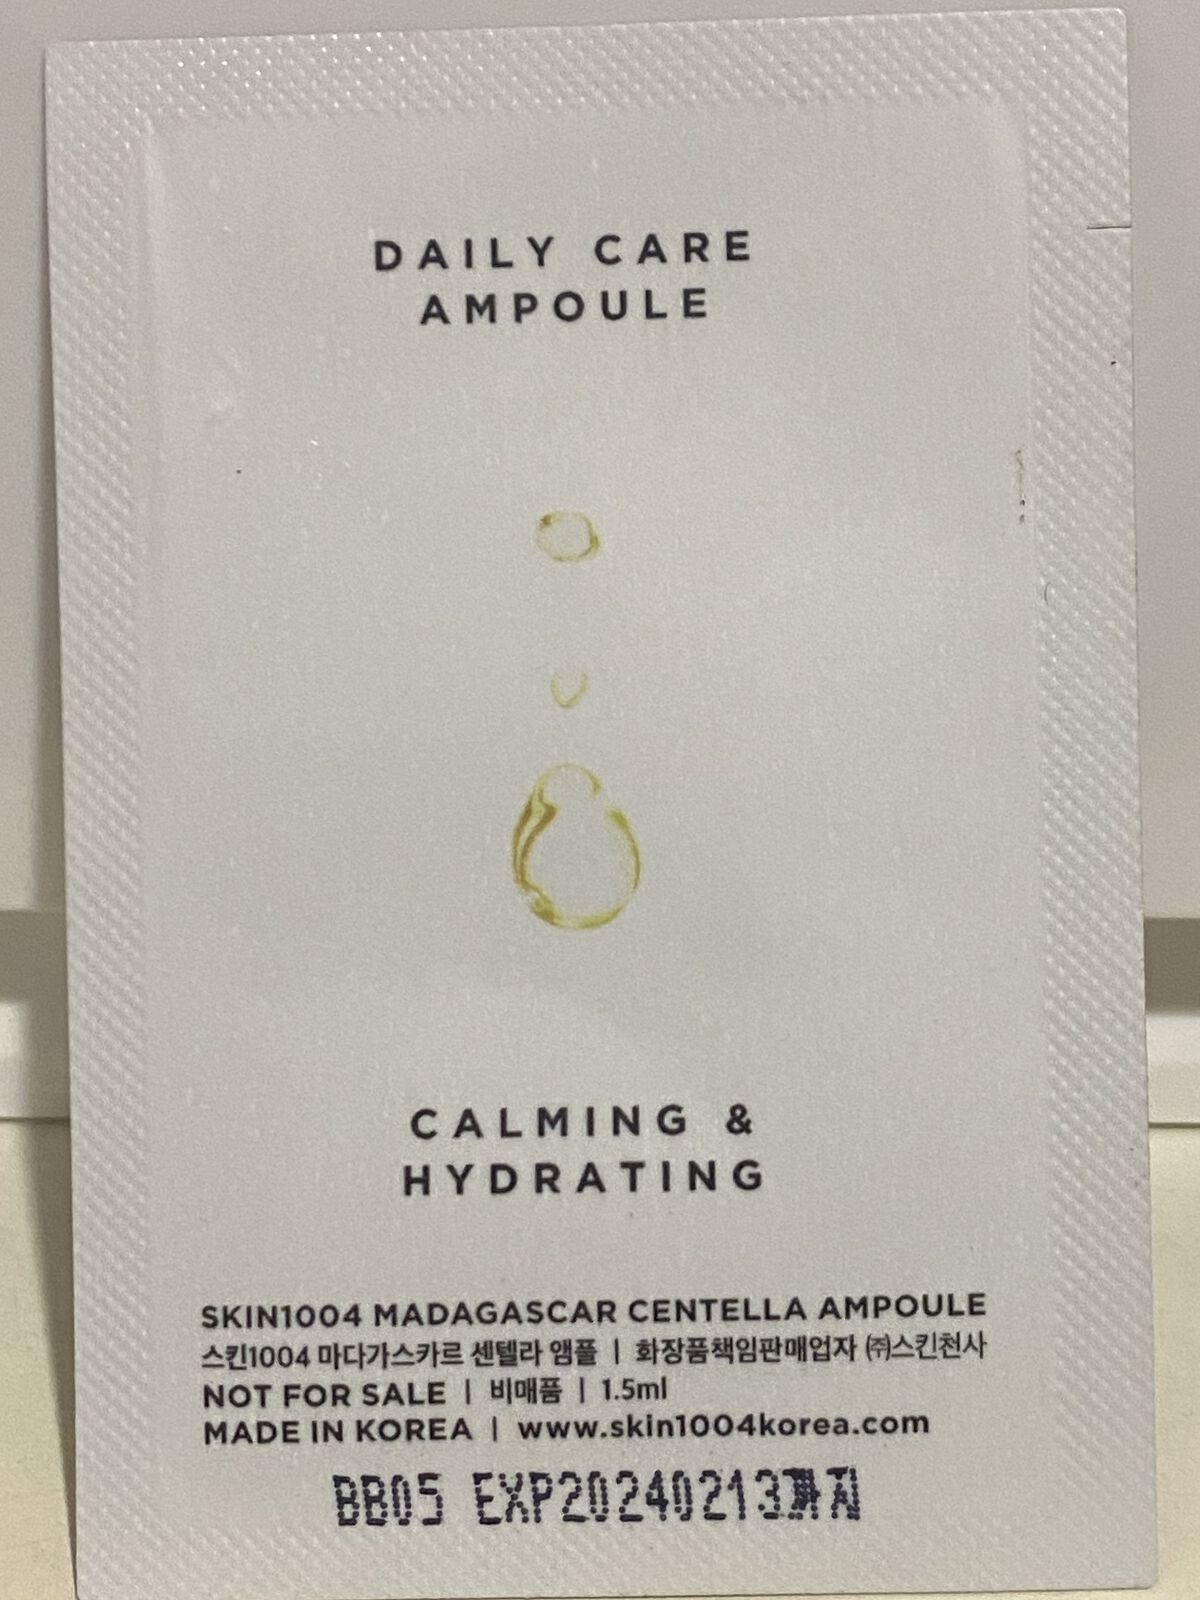 DAILY CARE
AMPOULE
CALMING &
HYDRATING
SKIN1004 MADAGASCAR CENTELLA AMPOULE
스킨1004 마다가스카르 센텔라 앰풀 | 화장품책임판매업자 ㈜스킨천사
NOT FOR SALE | 비매품 | 1.5ml
MADE IN KOREA | www.skin1004korea.com
BB05 EXP20240213까지